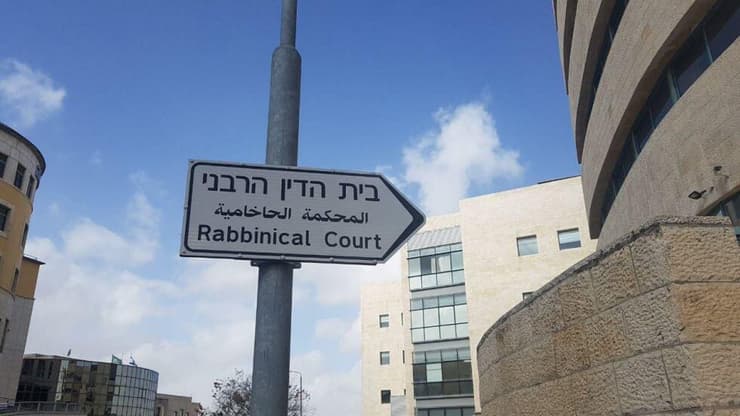 בית הדין הרבני
المحكمة الحاخامية
Rabbinical Court